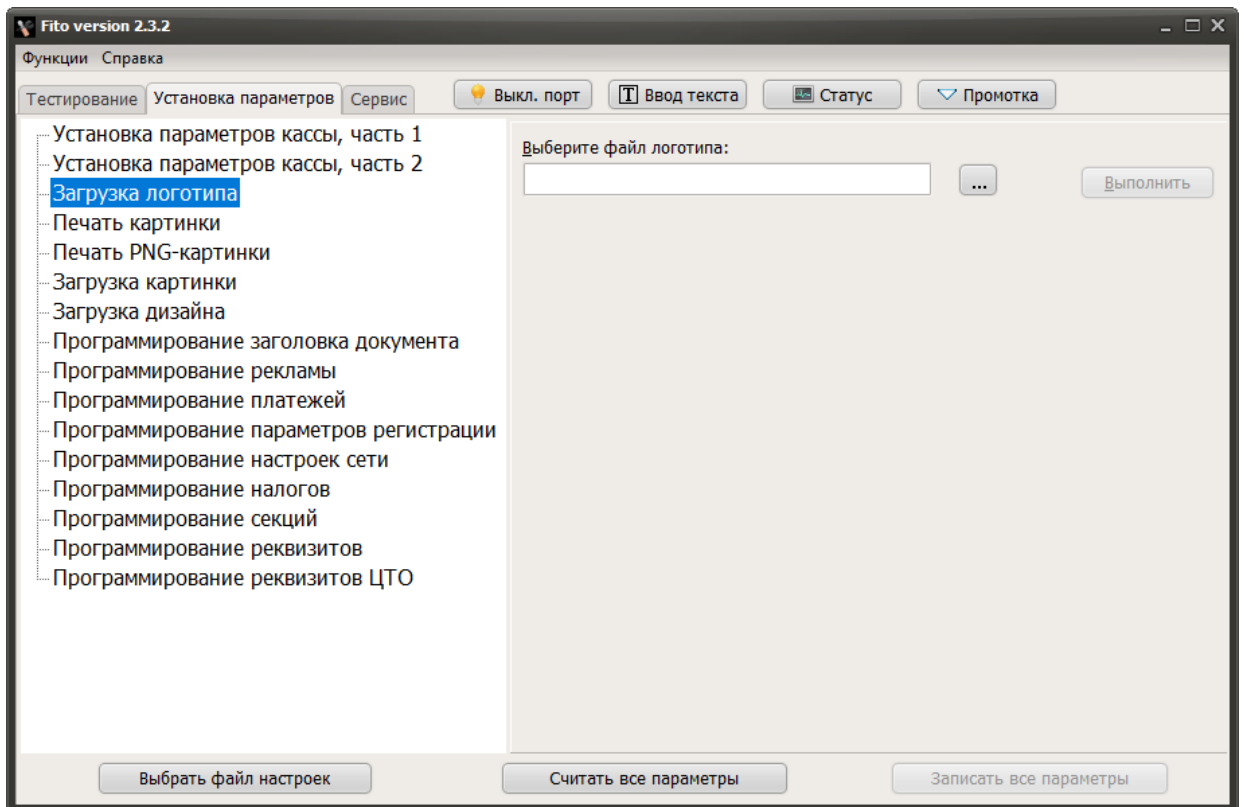 Fito version 2.3.2
Функции Справка
Тестирование Установка параметров Сервис Выкл. порт T Ввод текста Статус Промотка
Установка параметров кассы, часть 1
Установка параметров кассы, часть 2
Загрузка логотипа
Печать картинки
Печать PNG-картинки
Загрузка картинки
Загрузка дизайна
Программирование заголовка документа
Программирование рекламы
Программирование платежей
Программирование параметров регистрации
Программирование настроек сети
Программирование налогов
Программирование секций
Программирование реквизитов
Программирование реквизитов ЦТО
Выберите файл логотипа:
...
Выполнить
Выбрать файл настроек Считать все параметры Записать все параметры